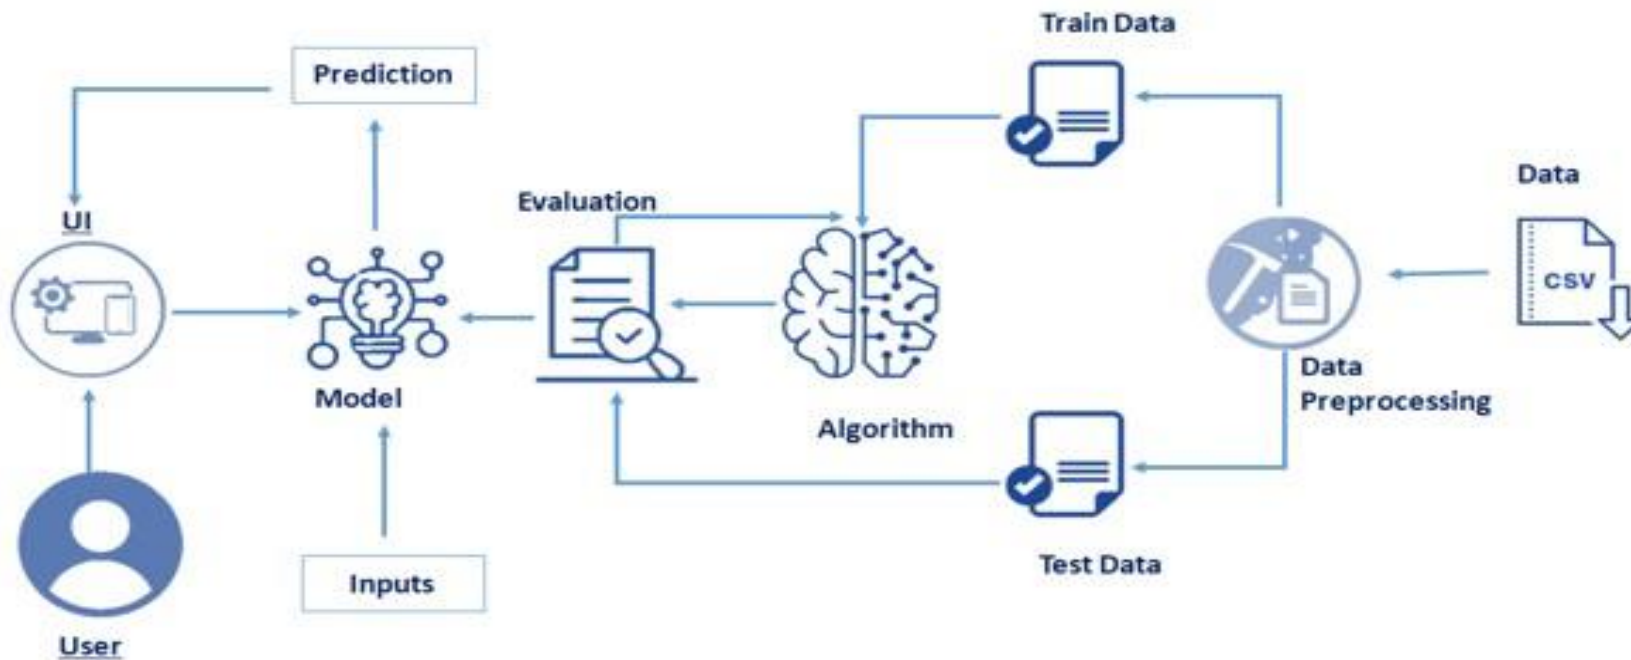 Train Data
Prediction
Data
Evaluation
UI
CSV
Data
Preprocessing
Model
Algorithm
Test Data
Inputs
User